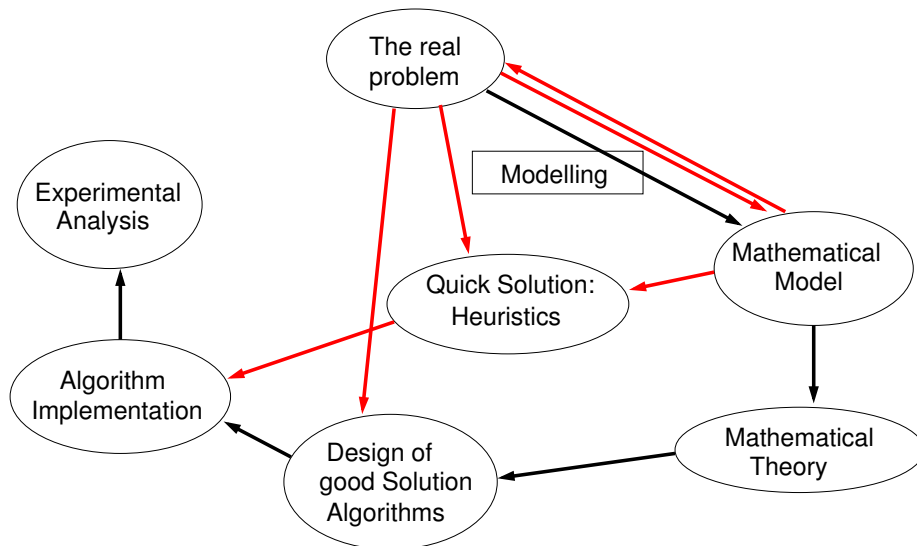 The real
problem
Modelling
Experimental
Analysis
Mathematical
Model
Quick Solution:
Heuristics
Algorithm
Implementation
Mathematical
Theory
Design of
good Solution
Algorithms